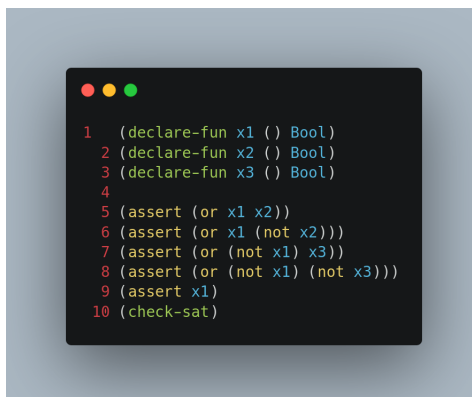 1 (declare-fun x1 () Bool)
2 (declare-fun x2 () Bool)
3 (declare-fun x3 () Bool)
4
5 (assert (or x1 x2))
6 (assert (or x1 (not x2)))
7 (assert (or (not x1) x3))
8 (assert (or (not x1) (not x3)))
9 (assert x1)
10 (check-sat)